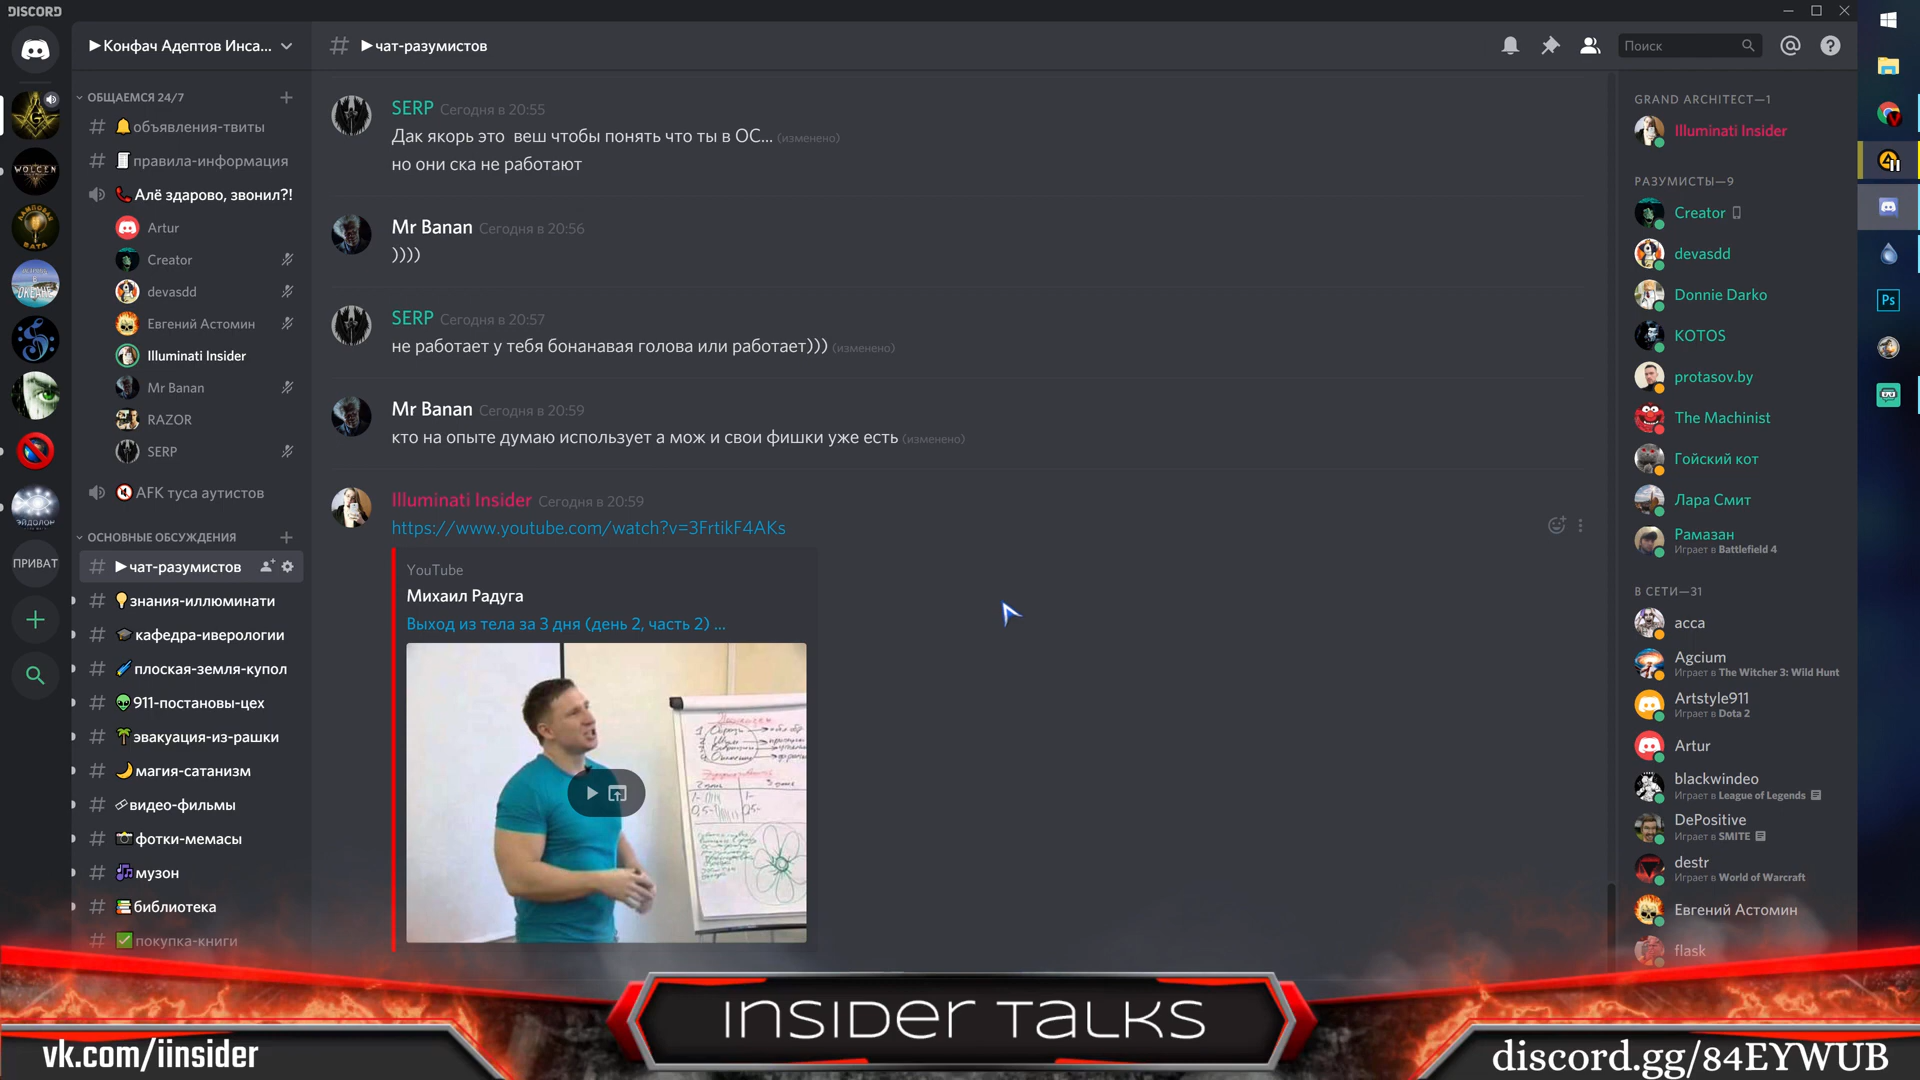 DISCORD
►Конфач Адептов Инса...
►чат-разумистов
Поиск
ОБЩАЕМСЯ 24/7
объявления-твиты
правила-информация
Алё здарово, звонил?!
Artur
Creator
devasdd
Евгений Астомин
Illuminati Insider
Mr Banan
RAZOR
SERP
AFK туса аутистов
ОСНОВНЫЕ ОБСУЖДЕНИЯ
►чат-разумистов
знания-иллюминати
кафедра-иверологии
плоская-земля-купол
911-постановы-цех
эвакуация-из-рашки
магия-сатанизм
видео-фильмы
фотки-мемасы
музон
библиотека
покупка-книги
WOLCEN
ЭЙДОЛОН
ПРИВАТ
SERP Сегодня в 20:55
Дак якорь это веш чтобы понять что ты в ОС... (изменено)
но они ска не работают
Mr Banan Сегодня в 20:56
))))
SERP Сегодня в 20:57
не работает у тебя бонанавая голова или работает))) (изменено)
Mr Banan Сегодня в 20:59
кто на опыте думаю использует а мож и свои фишки уже есть (изменено)
Illuminati Insider Сегодня в 20:59
https://www.youtube.com/watch?v=3FrtikF4AKs
YouTube
Михаил Радуга
Выход из тела за 3 дня (день 2, часть 2) ...
GRAND ARCHITECT—1
Illuminati Insider
РАЗУМИСТЫ—9
Creator
devasdd
Donnie Darko
KOTOS
protasov.by
The Machinist
Гойский кот
Лара Смит
Рамазан
Играет в Battlefield 4
В СЕТИ—31
acca
Agcium
Играет в The Witcher 3: Wild Hunt
Artstyle911
Играет в Dota 2
Artur
blackwindeo
Играет в League of Legends
DePositive
Играет в SMITE
destr
Играет в World of Warcraft
Евгений Астомин
flask
Ps
INSIDER TALKS
vk.com/iinsider
discord.gg/84EYWUB